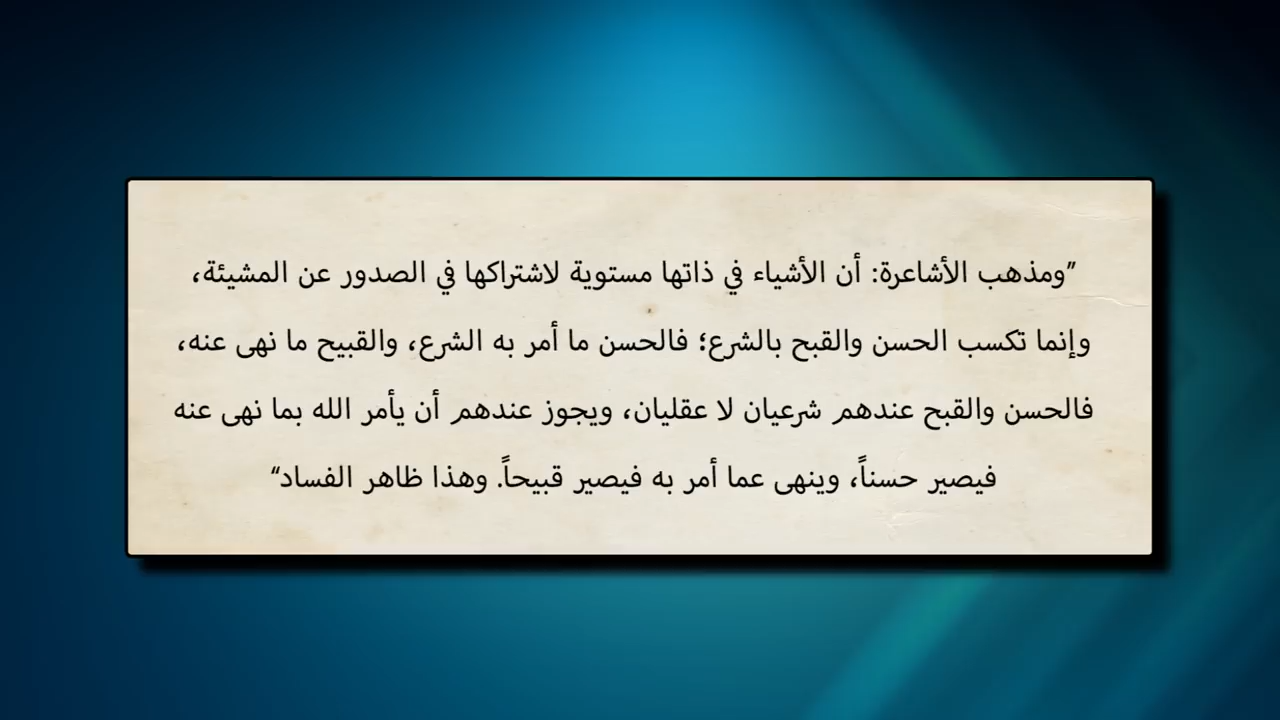 "ومذهب الأشاعرة: أن الأشياء في ذاتها مستوية لاشتراكها في الصدور عن المشيئة،
وإنما تكسب الحسن والقبح بالشرع؛ فالحسن ما أمر به الشرع، والقبيح ما نهى عنه،
فالحسن والقبح عندهم شرعيان لا عقليان، ويجوز عندهم أن يأمر الله بما نهى عنه
فيصير حسناً، وينهى عما أمر به فيصير قبيحاً. وهذا ظاهر الفساد"